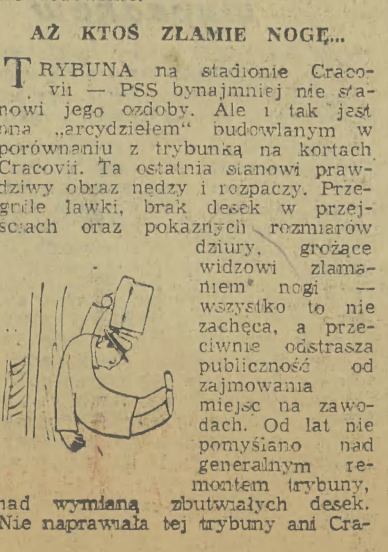 AŻ KTOŚ ZŁAMIE NOGĘ...
TRYBUNA na stadionie Craco-
vii — PSS bynajmniej nie sta-
nowi jego ozdoby. Ale i tak jest
ona „arcydziełem" budowlanym w
porównaniu z trybunką na kortach
Cracovii. Ta ostatnia stanowi praw-
dziwy obraz nędzy i rozpaczy. Prze-
gniłe ławki, brak desek w przej-
ściach oraz pokaźnych rozmiarów
dziury, grożące
widzowi złama-
niem nogi —
wszystko to nie
zachęca, a prze-
ciwnie odstrasza
publiczność od
zajmowania
miejsc na zawo-
dach. Od lat nie
pomyślano nad
generalnym re-
montem trybuny,
nad wymianą zbutwiałych desek.
Nie naprawiała tej trybuny ani Cra-